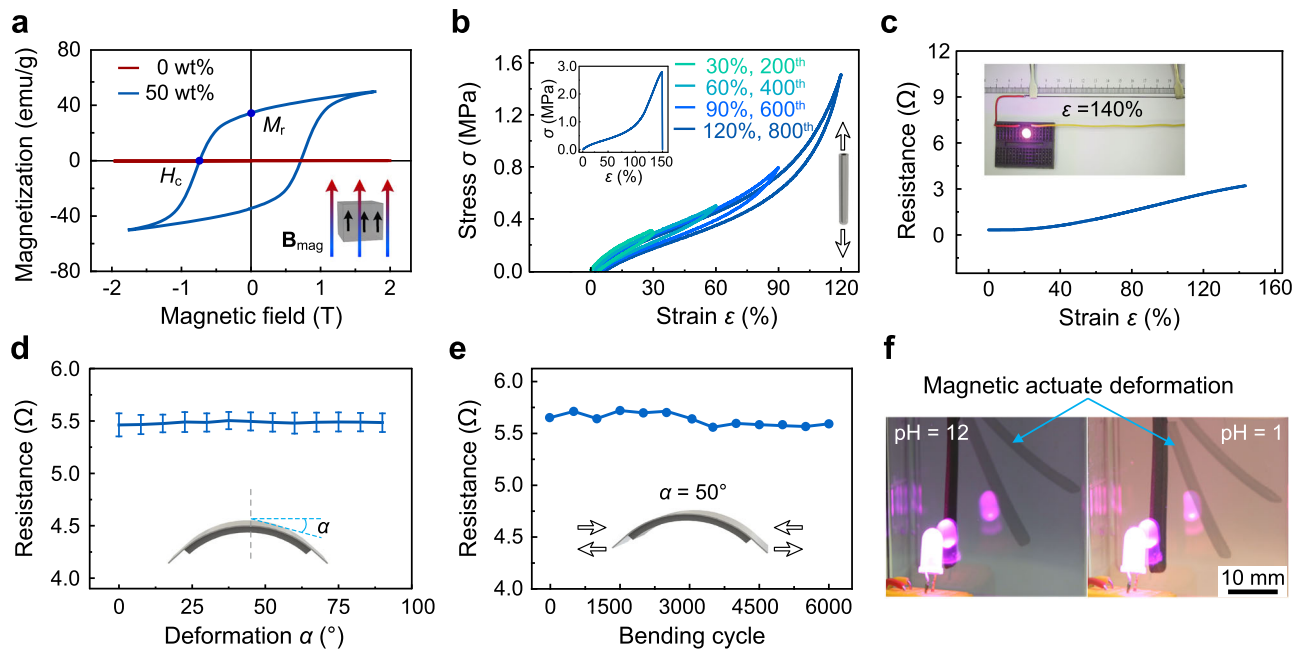 a
Magnetization (emu/g)
80
40
0
-40
-80
0 wt%
50 wt%
Mr
Hc
Bmag
-2
-1
0
1
2
Magnetic field (T)
b
Stress σ (MPa)
1.6
1.2
0.8
0.4
0.0
σ (MPa)
3.0
2.0
1.0
0.0
0
50
100
150
ε (%)
30%, 200th
60%, 400th
90%, 600th
120%, 800th
0
30
60
90
120
Strain ε (%)
c
Resistance (Ω)
12
9
6
3
0
ε =140%
0
40
80
120
160
Strain ε (%)
d
Resistance (Ω)
6.0
5.5
5.0
4.5
4.0
α
0
25
50
75
100
Deformation α (°)
e
Resistance (Ω)
6.0
5.5
5.0
4.5
4.0
α = 50°
0
1500
3000
4500
6000
Bending cycle
f
Magnetic actuate deformation
pH = 12
pH = 1
10 mm